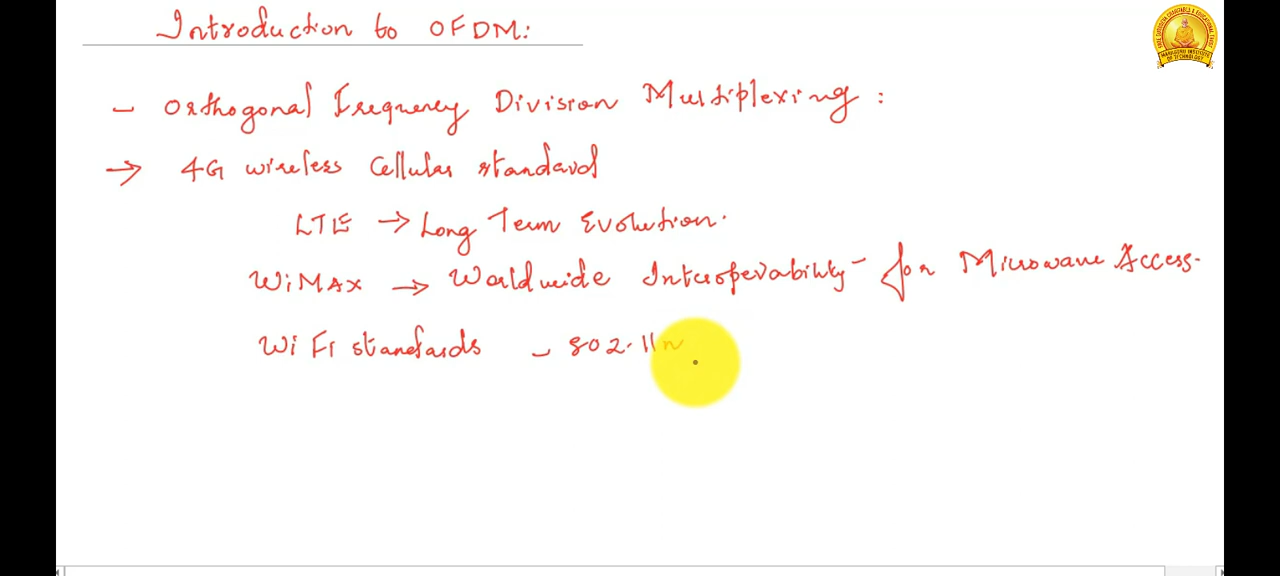 Introduction to OFDM:
- Orthogonal Frequency Division Multiplexing:
→ 4G wireless cellular standard
LTE → Long Term Evolution.
WiMAX → Worldwide Interoperability - for Microwave Access.
WiFi standards - 802.11n